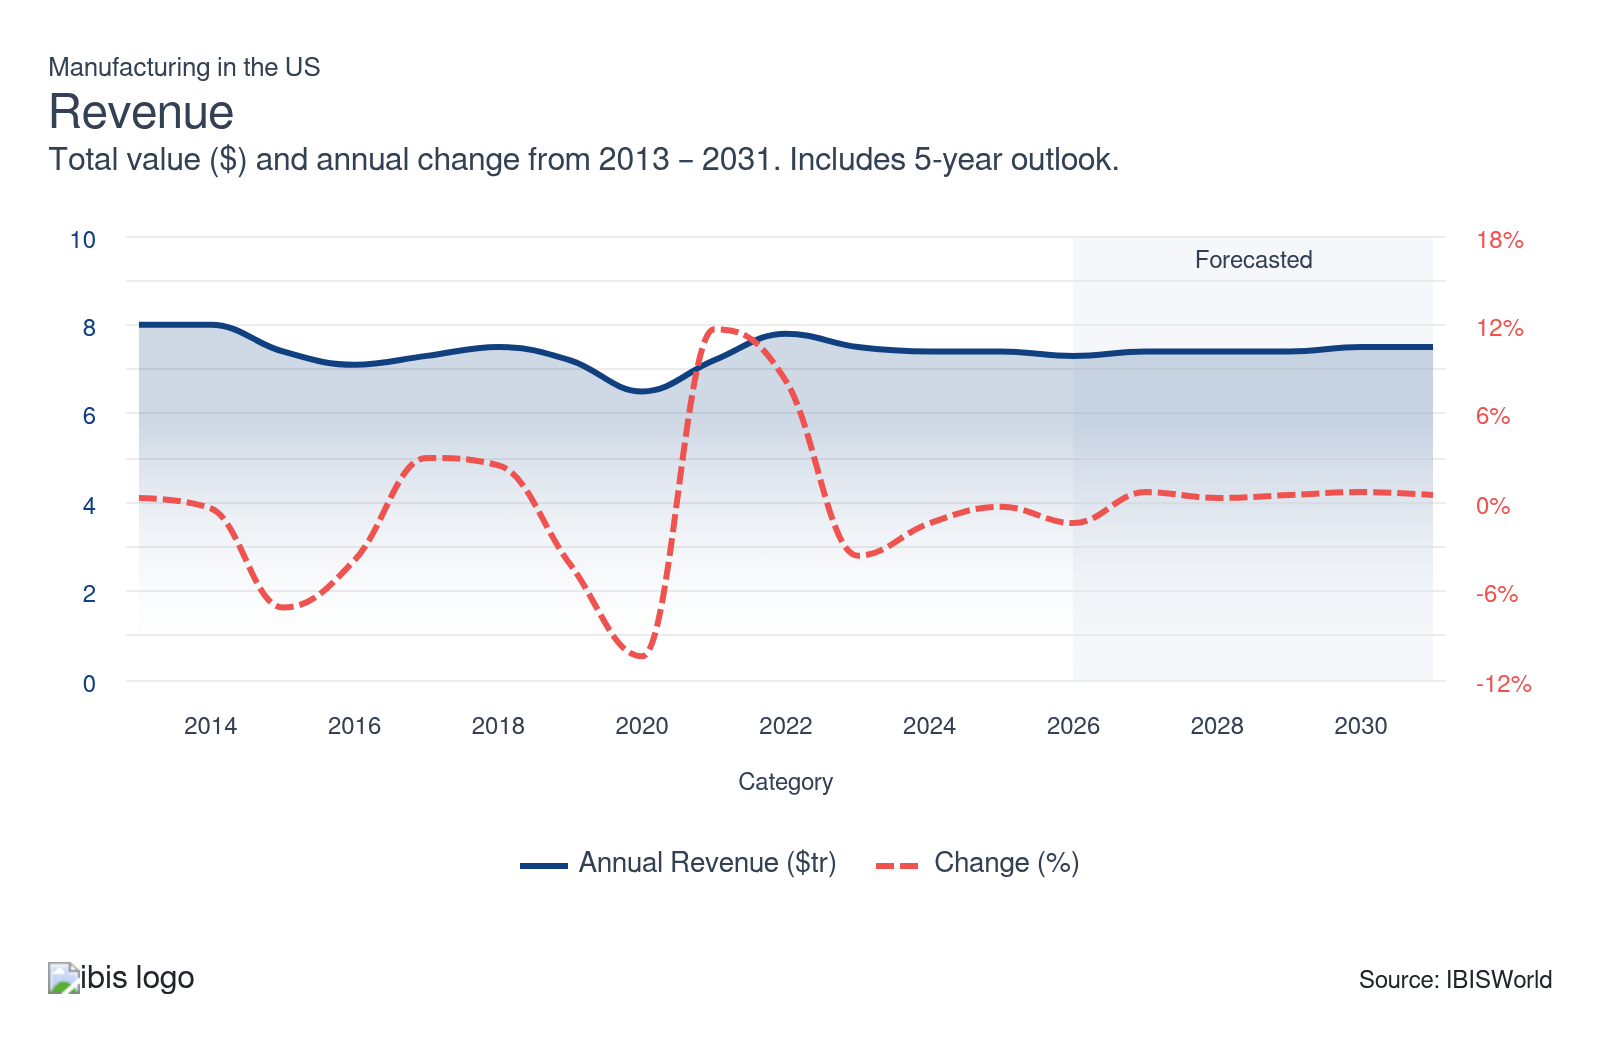 Manufacturing in the US
Revenue
Total value ($) and annual change from 2013 – 2031. Includes 5-year outlook.
10
18%
Forecasted
8
12%
6
6%
4
0%
2
-6%
0
-12%
2014 2016 2018 2020 2022 2024 2026 2028 2030
Category
Annual Revenue ($tr) Change (%)
ibis logo
Source: IBISWorld